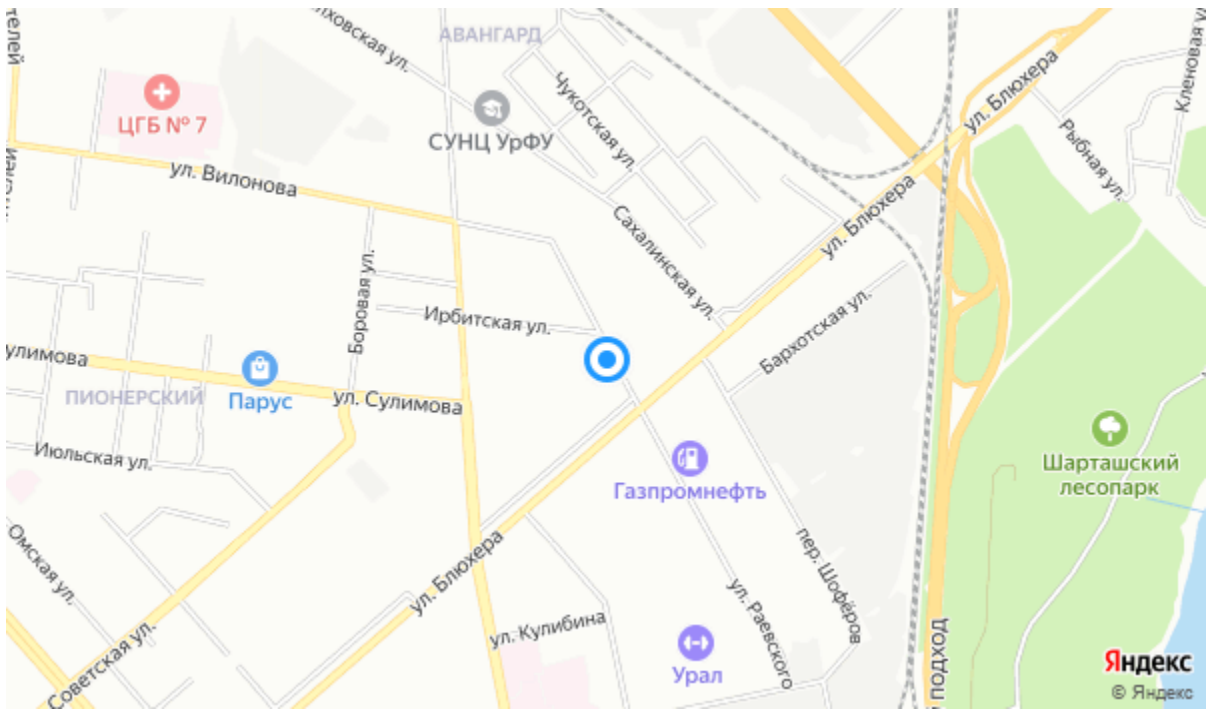 АВАНГАРД
ЦГБ № 7
СУНЦ УрФУ
Чукотская ул.
ул. Блюхера
Кленовая ул.
Рыбная ул.
ул. Вилонова
Сахалинская ул.
ул. Блюхера
Боровая ул.
Ирбитская ул.
Бархотская ул.
ПИОНЕРСКИЙ
Парус
ул. Сулимова
Июльская ул.
Газпромнефть
Шарташский
лесопарк
Омская ул.
ул. Блюхера
пер. Шофёров
ул. Раевского
ул. Кулибина
Урал
Советская ул.
подход
Яндекс
© Яндекс